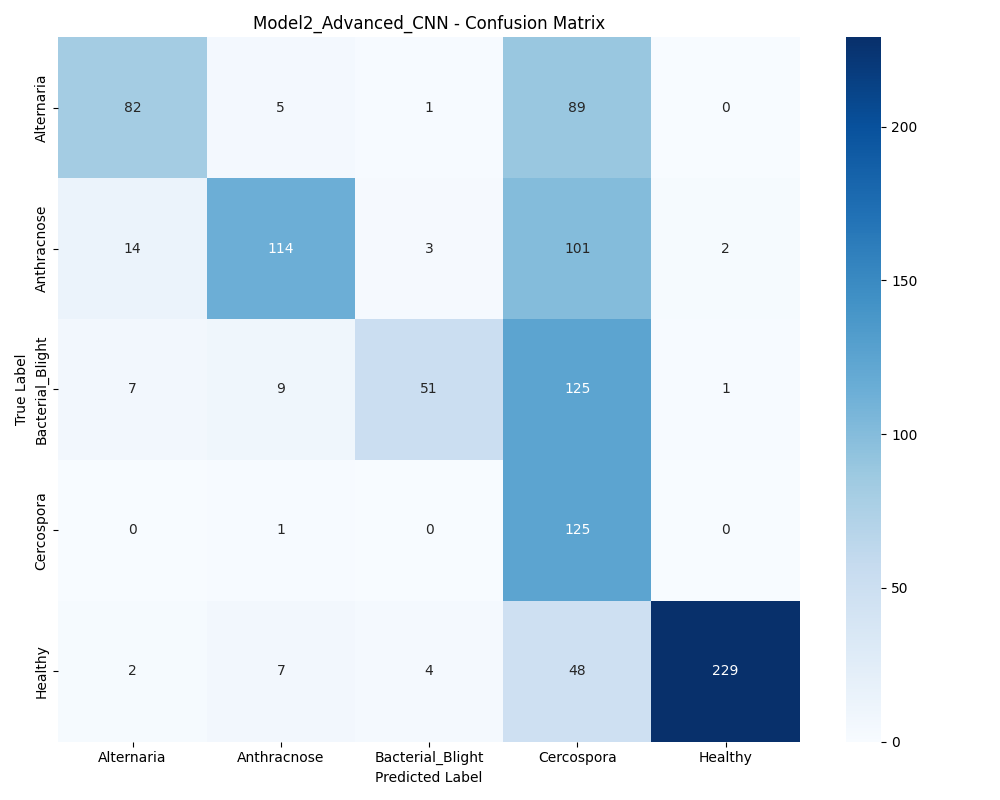 Model2_Advanced_CNN - Confusion Matrix
True Label
Alternaria
82 5 1 89 0
Anthracnose
14 114 3 101 2
Bacterial_Blight
7 9 51 125 1
Cercospora
0 1 0 125 0
Healthy
2 7 4 48 229
Alternaria Anthracnose Bacterial_Blight Cercospora Healthy
Predicted Label
200
150
100
50
0